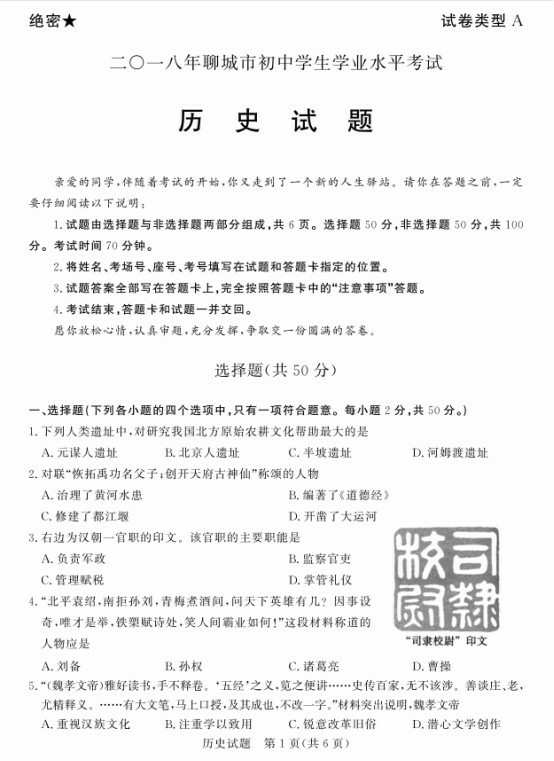 绝密★
试卷类型 A
二〇一八年聊城市初中学生学业水平考试
历 史 试 题
亲爱的同学,伴随着考试的开始,你又走到了一个新的人生驿站。请你在答题之前,一定
要仔细阅读以下说明:
1.试题由选择题与非选择题两部分组成,共 6 页。选择题 50 分,非选择题 50 分,共 100
分。考试时间 70 分钟。
2.将姓名、考场号、座号、考号填写在试题和答题卡指定的位置。
3.试题答案全部写在答题卡上,完全按照答题卡中的“注意事项”答题。
4.考试结束,答题卡和试题一并交回。
愿你放松心情,认真审题,充分发挥,争取交一份圆满的答卷。
选择题(共 50 分)
一、选择题(下列各小题的四个选项中,只有一项符合题意。每小题 2 分,共 50 分。)
1.下列人类遗址中,对研究我国北方原始农耕文化帮助最大的是
A.元谋人遗址 B.北京人遗址 C.半坡遗址 D.河姆渡遗址
2.对联“恢拓禹功名父子;创开天府古神仙”称颂的人物
A.治理了黄河水患 B.编著了《道德经》
C.修建了都江堰 D.开凿了大运河
3.右边为汉朝一官职的印文。该官职的主要职能是
A.负责军政 B.监察官吏
C.管理赋税 D.掌管礼仪
司隶校尉
“司隶校尉”印文
4.“北平袁绍,南拒孙刘,青梅煮酒间,问天下英雄有几?因事设
奇,唯才是举,铁槊赋诗处,笑人间霸业如何!”这段材料称道的
人物应是
A.刘备 B.孙权 C.诸葛亮 D.曹操
5.“(魏孝文帝)雅好读书,手不释卷。‘五经’之义,览之便讲……史传百家,无不该涉。善谈庄、老,
尤精释义。……有大文笔,马上口授,及其成也,不改一字。”材料突出说明,魏孝文帝
A.重视汉族文化 B.注重学以致用 C.锐意改革旧俗 D.潜心文学创作
历史试题 第 1 页(共 6 页)